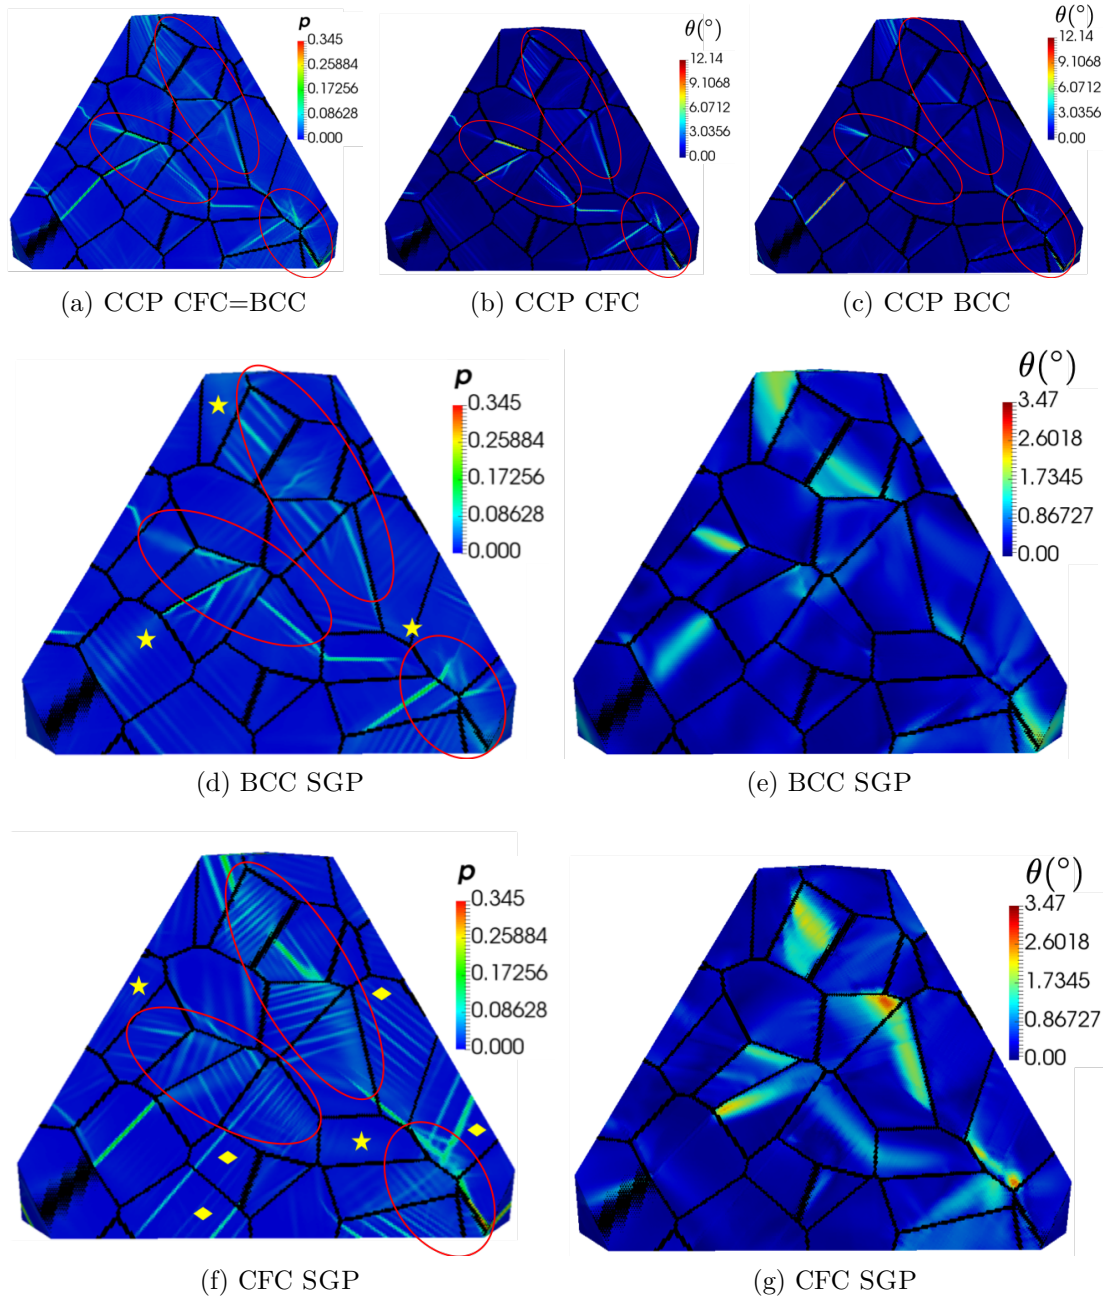 p
0.345
0.25884
0.17256
0.08628
0.000
θ(°)
12.14
9.1068
6.0712
3.0356
0.00
θ(°)
12.14
9.1068
6.0712
3.0356
0.00
(a) CCP CFC=BCC
(b) CCP CFC
(c) CCP BCC
p
0.345
0.25884
0.17256
0.08628
0.000
θ(°)
3.47
2.6018
1.7345
0.86727
0.00
(d) BCC SGP
(e) BCC SGP
p
0.345
0.25884
0.17256
0.08628
0.000
θ(°)
3.47
2.6018
1.7345
0.86727
0.00
(f) CFC SGP
(g) CFC SGP